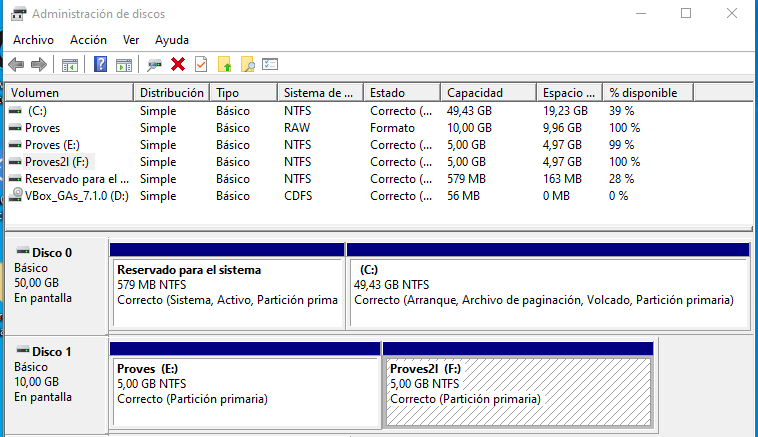 Administración de discos
Archivo Acción Ver Ayuda
Volumen Distribución Tipo Sistema de ... Estado Capacidad Espacio ... % disponible
(C:) Simple Básico NTFS Correcto (... 49,43 GB 19,23 GB 39 %
Proves Simple Básico RAW Formato 10,00 GB 9,96 GB 100 %
Proves (E:) Simple Básico NTFS Correcto (... 5,00 GB 4,97 GB 99 %
Proves2I (F:) Simple Básico NTFS Correcto (... 5,00 GB 4,97 GB 100 %
Reservado para el ... Simple Básico NTFS Correcto (... 579 MB 163 MB 28 %
VBox_GAs_7.1.0 (D:) Simple Básico CDFS Correcto (... 56 MB 0 MB 0 %
Disco 0
Básico
50,00 GB
En pantalla
Reservado para el sistema
579 MB NTFS
Correcto (Sistema, Activo, Partición prima
(C:)
49,43 GB NTFS
Correcto (Arranque, Archivo de paginación, Volcado, Partición primaria)
Disco 1
Básico
10,00 GB
En pantalla
Proves (E:)
5,00 GB NTFS
Correcto (Partición primaria)
Proves2I (F:)
5,00 GB NTFS
Correcto (Partición primaria)